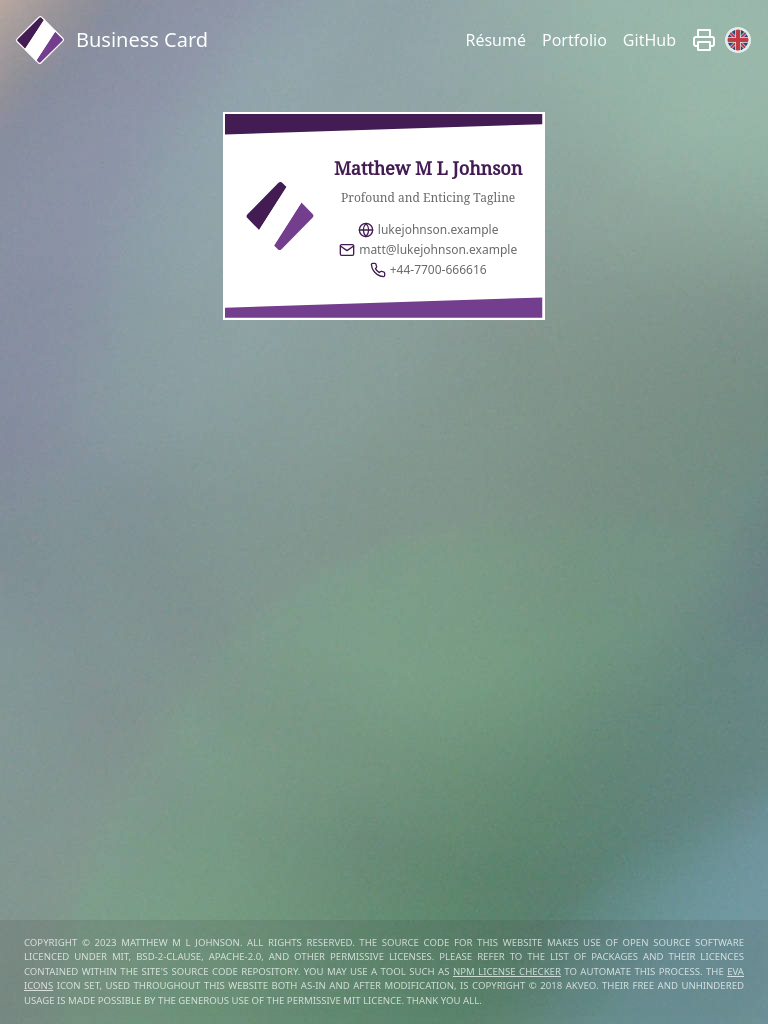 Business Card
Résumé Portfolio GitHub
Matthew M L Johnson
Profound and Enticing Tagline
lukejohnson.example
matt@lukejohnson.example
+44-7700-666616
COPYRIGHT © 2023 MATTHEW M L JOHNSON. ALL RIGHTS RESERVED. THE SOURCE CODE FOR THIS WEBSITE MAKES USE OF OPEN SOURCE SOFTWARE
LICENCED UNDER MIT, BSD-2-CLAUSE, APACHE-2.0, AND OTHER PERMISSIVE LICENSES. PLEASE REFER TO THE LIST OF PACKAGES AND THEIR LICENCES
CONTAINED WITHIN THE SITE'S SOURCE CODE REPOSITORY. YOU MAY USE A TOOL SUCH AS NPM LICENSE CHECKER TO AUTOMATE THIS PROCESS. THE EVA
ICONS ICON SET, USED THROUGHOUT THIS WEBSITE BOTH AS-IN AND AFTER MODIFICATION, IS COPYRIGHT © 2018 AKVEO. THEIR FREE AND UNHINDERED
USAGE IS MADE POSSIBLE BY THE GENEROUS USE OF THE PERMISSIVE MIT LICENCE. THANK YOU ALL.